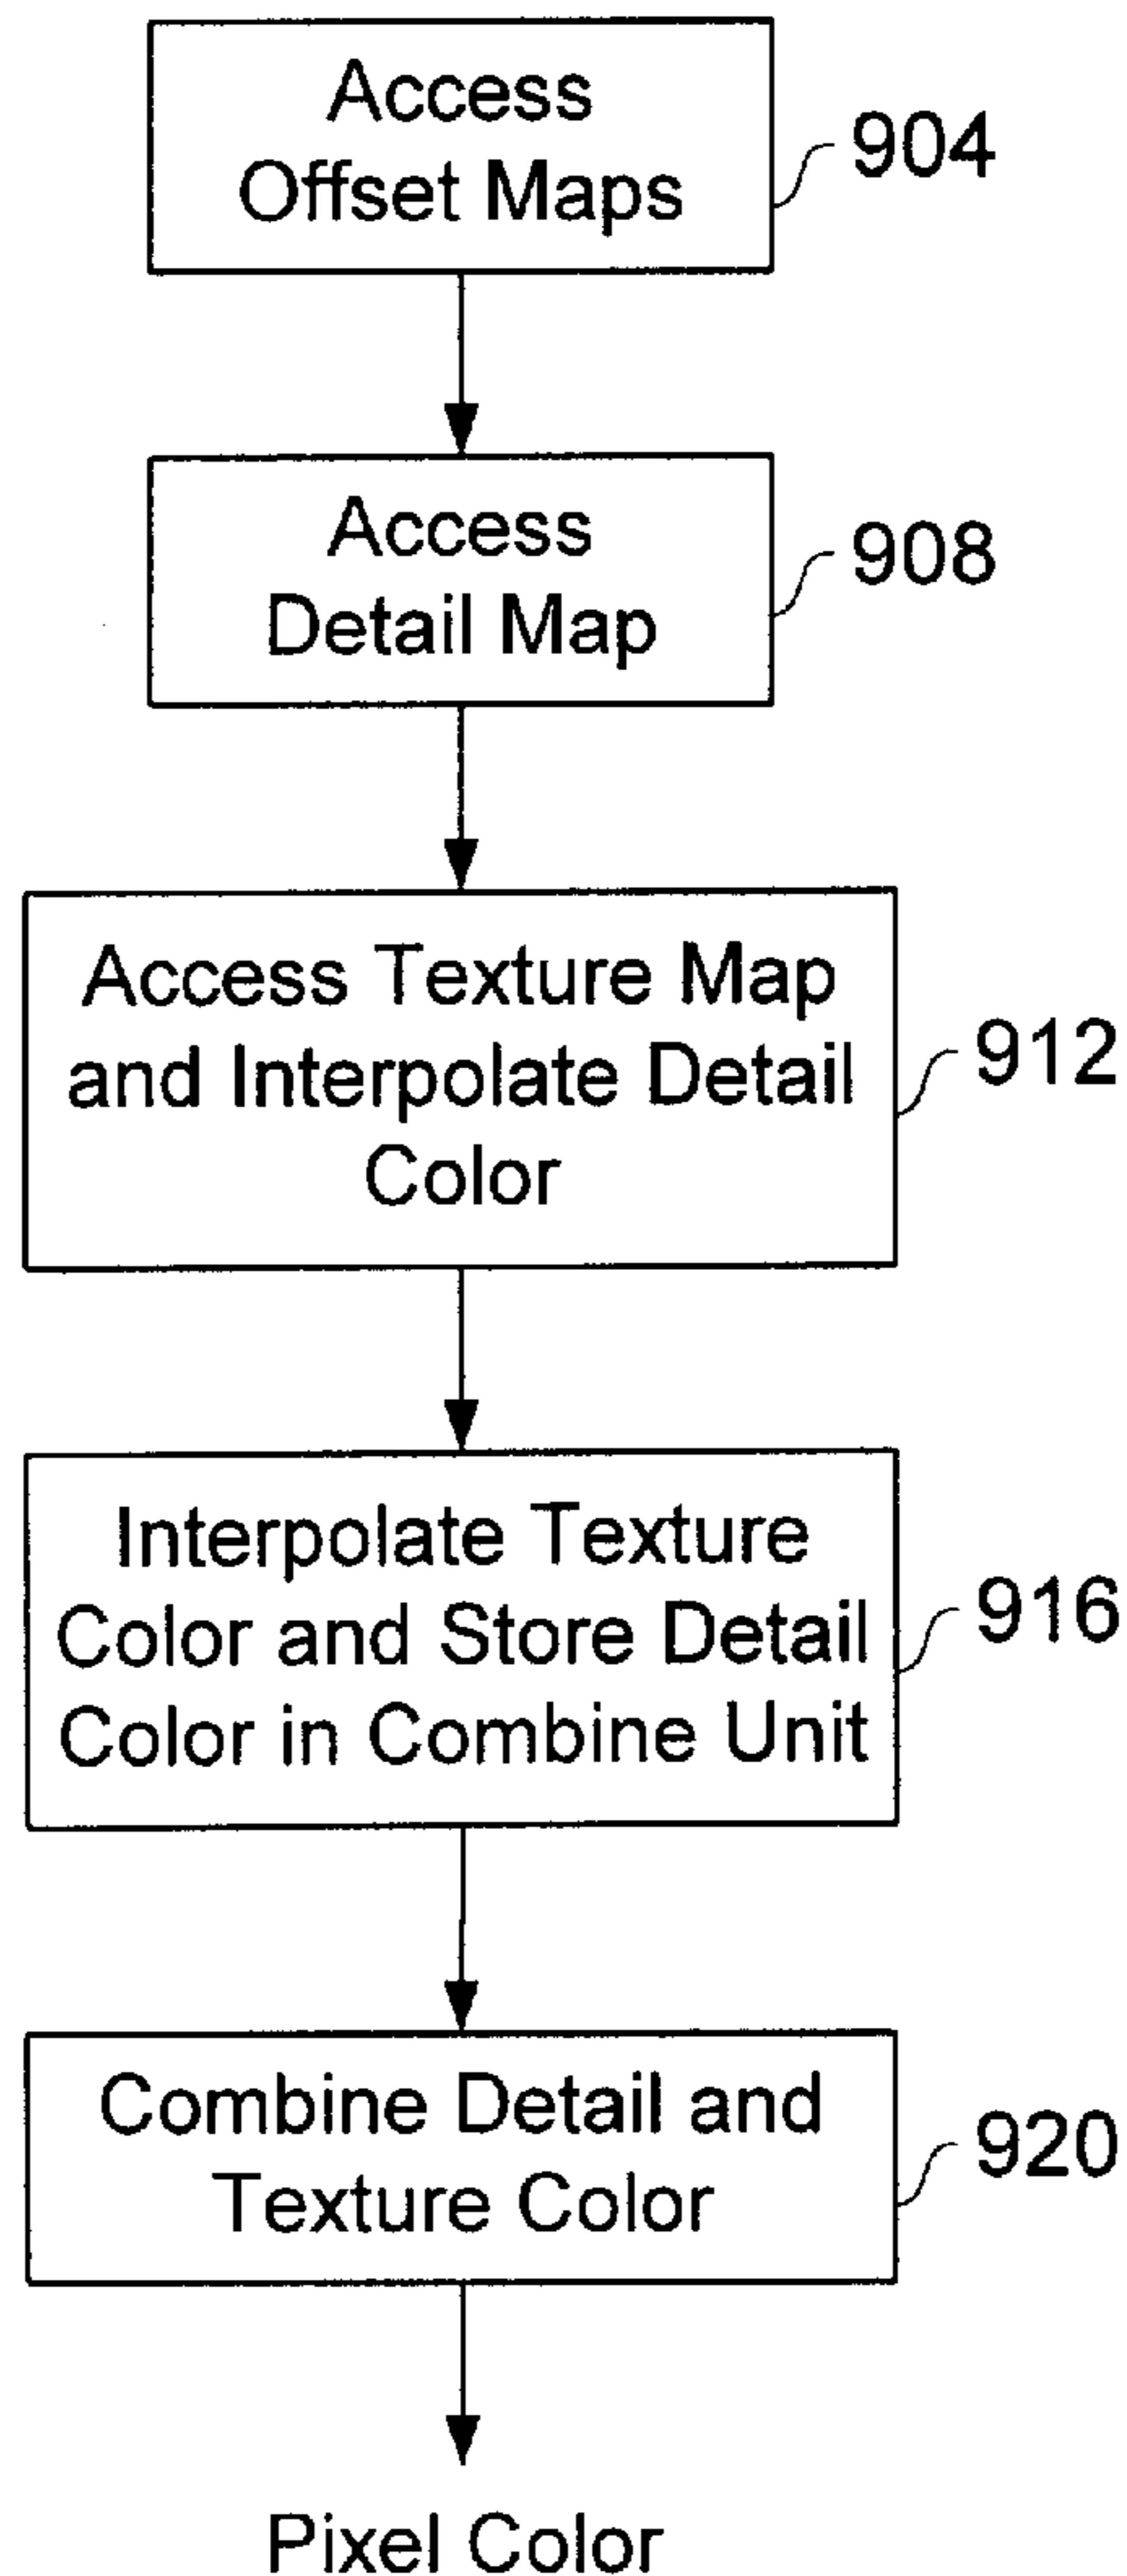 Access
Offset Maps
904
Access
Detail Map
908
Access Texture Map
and Interpolate Detail
Color
912
Interpolate Texture
Color and Store Detail
Color in Combine Unit
916
Combine Detail and
Texture Color
920
Pixel Color